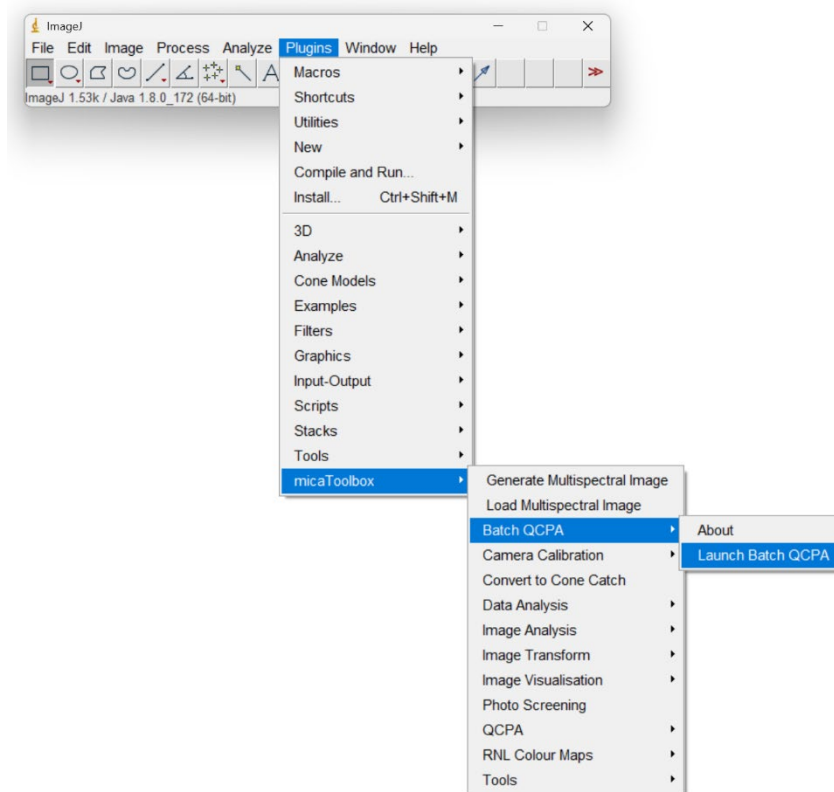 ImageJ
File Edit Image Process Analyze Plugins Window Help
A
ImageJ 1.53k / Java 1.8.0_172 (64-bit)
Macros
Shortcuts
Utilities
New
Compile and Run...
Install... Ctrl+Shift+M
3D
Analyze
Cone Models
Examples
Filters
Graphics
Input-Output
Scripts
Stacks
Tools
micaToolbox
Generate Multispectral Image
Load Multispectral Image
Batch QCPA
About
Launch Batch QCPA
Camera Calibration
Convert to Cone Catch
Data Analysis
Image Analysis
Image Transform
Image Visualisation
Photo Screening
QCPA
RNL Colour Maps
Tools